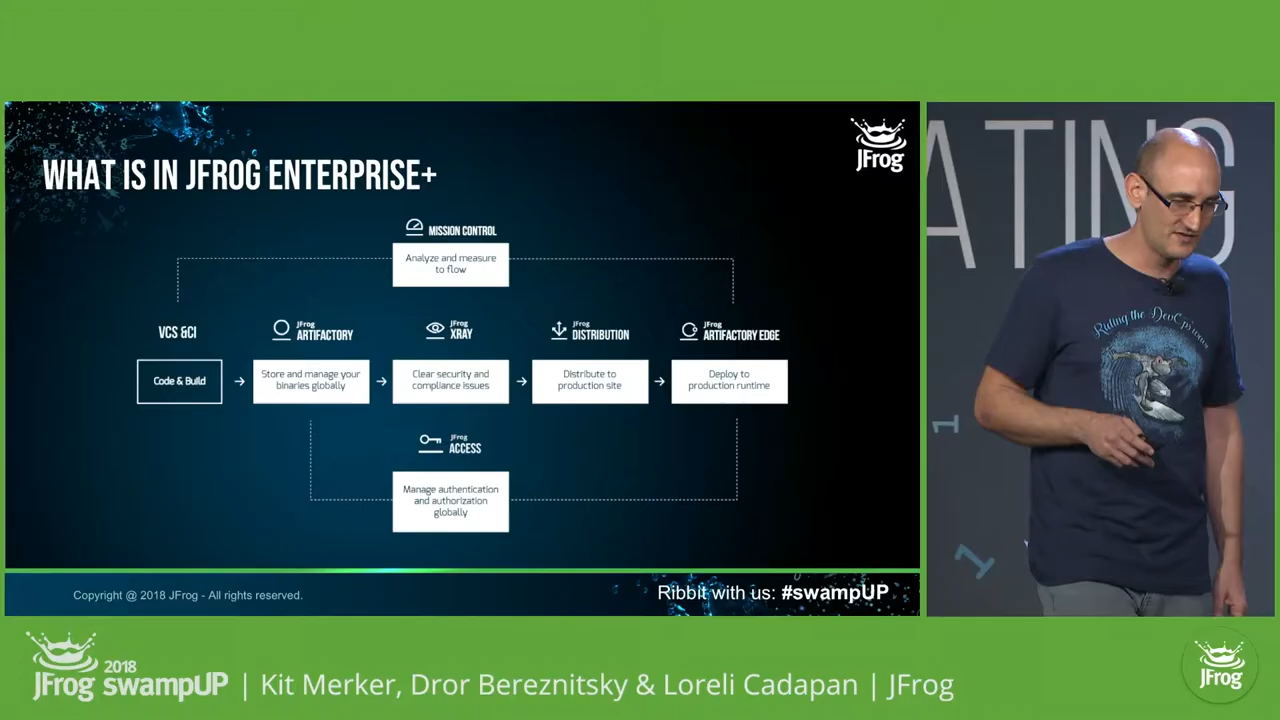 WHAT IS IN JFROG ENTERPRISE+
JFrog
MISSION CONTROL
Analyze and measure
to flow
VCS &CI
JFrog
ARTIFACTORY
JFrog
XRAY
JFrog
DISTRIBUTION
JFrog
ARTIFACTORY EDGE
Code & Build
Store and manage your
binaries globally
Clear security and
compliance issues
Distribute to
production site
Deploy to
production runtime
JFrog
ACCESS
Manage authentication
and authorization
globally
Copyright @ 2018 JFrog - All rights reserved.
Ribbit with us: #swampUP
ATING
Riding the DevOps wave
1
1
2018
JFrog swampUP | Kit Merker, Dror Bereznitsky & Loreli Cadapan | JFrog
JFrog